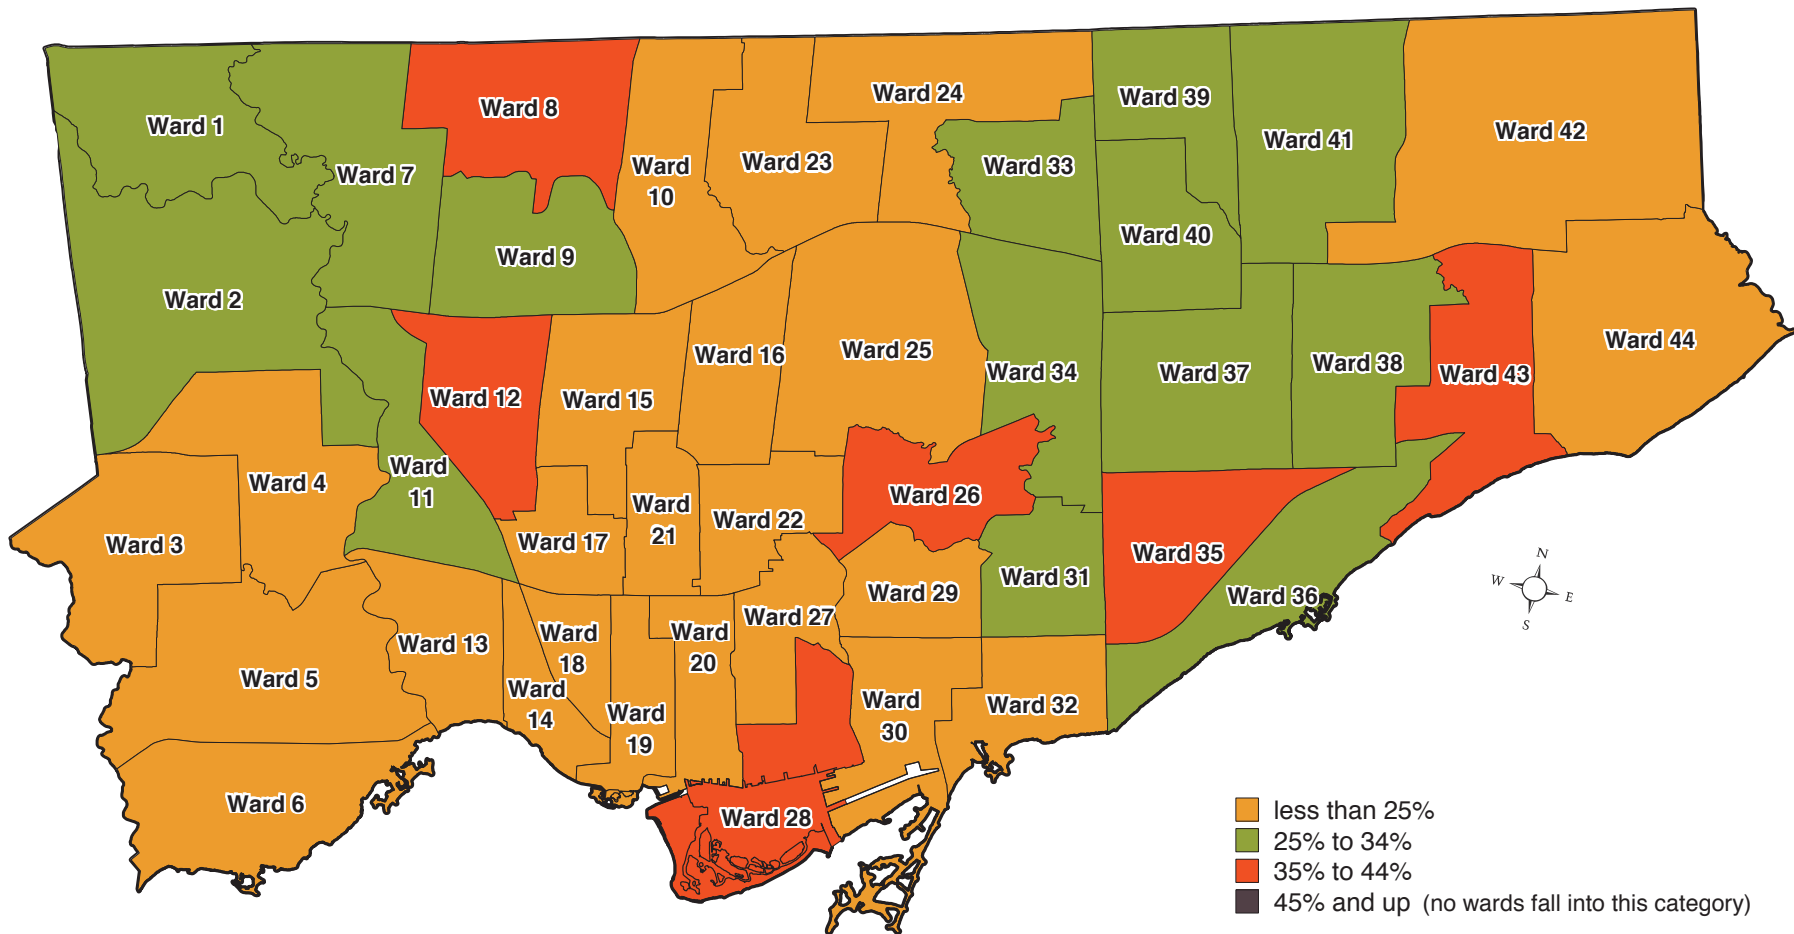 Ward 1
Ward 7
Ward 8
Ward
10
Ward 23
Ward 24
Ward 33
Ward 39
Ward 41
Ward 42
Ward 2
Ward 9
Ward 40
Ward 12
Ward 15
Ward 16
Ward 25
Ward 34
Ward 37
Ward 38
Ward 43
Ward 44
Ward 3
Ward 4
Ward
11
Ward 17
Ward
21
Ward 22
Ward 26
Ward 35
Ward 31
Ward 29
Ward 36
Ward 5
Ward 13
Ward
14
Ward
18
Ward
19
Ward
20
Ward 27
Ward
30
Ward 32
Ward 6
Ward 28
N
W
E
S
less than 25%
25% to 34%
35% to 44%
45% and up (no wards fall into this category)